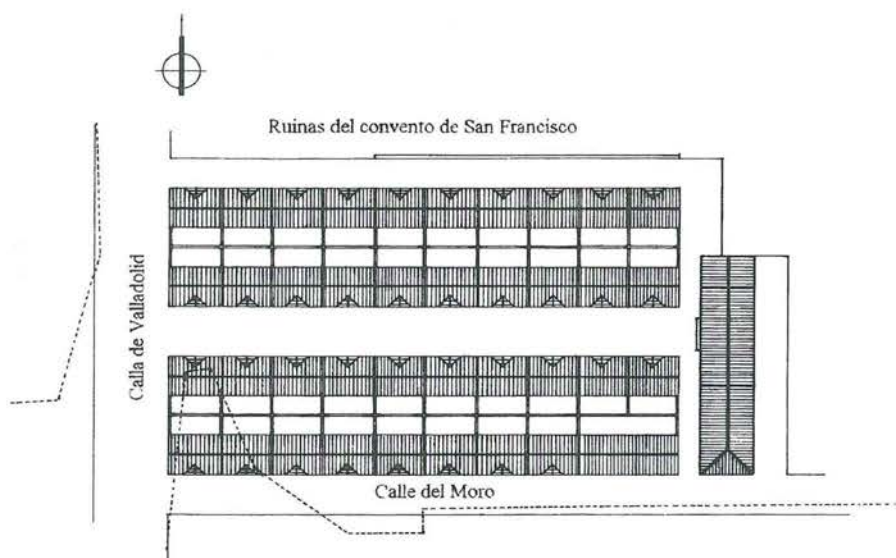 Ruinas del convento de San Francisco
Calla de Valladolid
Calle del Moro